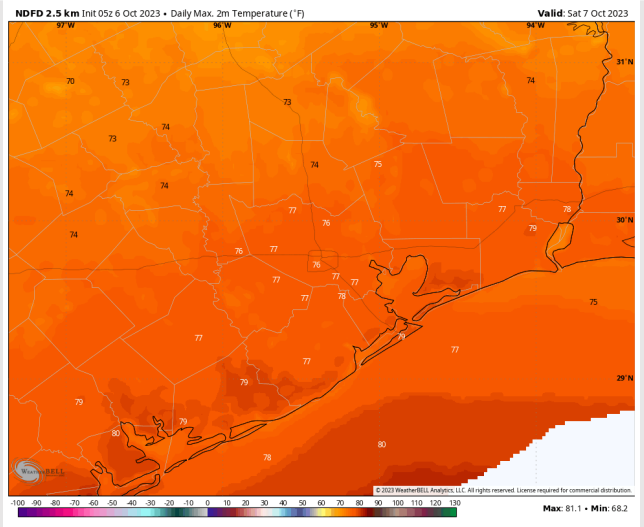 NDFD 2.5 km Init 05z 6 Oct 2023 • Daily Max. 2m Temperature (°F)
Valid: Sat 7 Oct 2023
97°W 96°W 95°W 94°W
31°N
70 73 74
73
74
73
74 75
74 74
77 77 78
76
30°N
79
74
76 77
76
77 77 77
77 78
75
77 79
77
77
29°N
79
79
79
80
80
78
WeatherBELL
© 2023 WeatherBELL Analytics, LLC. All rights reserved. License required for commercial distribution.
-100 -90 -80 -70 -60 -50 -40 -30 -20 -10 0 10 20 30 40 50 60 70 80 90 100 110 120 130
Max: 81.1 • Min: 68.2